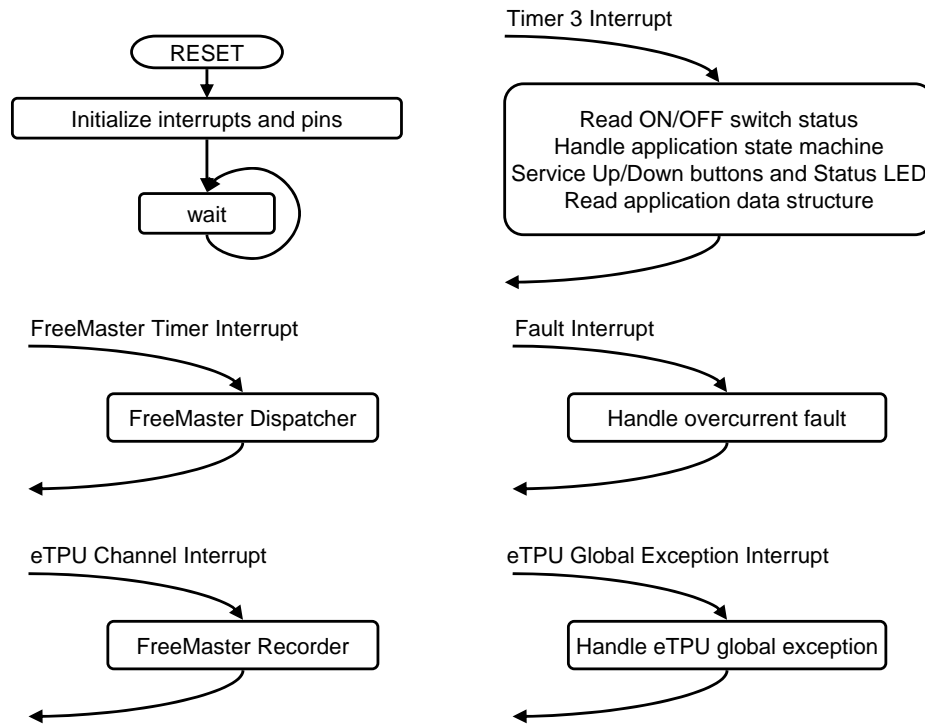 RESET
Initialize interrupts and pins
wait
Timer 3 Interrupt
Read ON/OFF switch status
Handle application state machine
Service Up/Down buttons and Status LED
Read application data structure
FreeMaster Timer Interrupt
FreeMaster Dispatcher
Fault Interrupt
Handle overcurrent fault
eTPU Channel Interrupt
FreeMaster Recorder
eTPU Global Exception Interrupt
Handle eTPU global exception